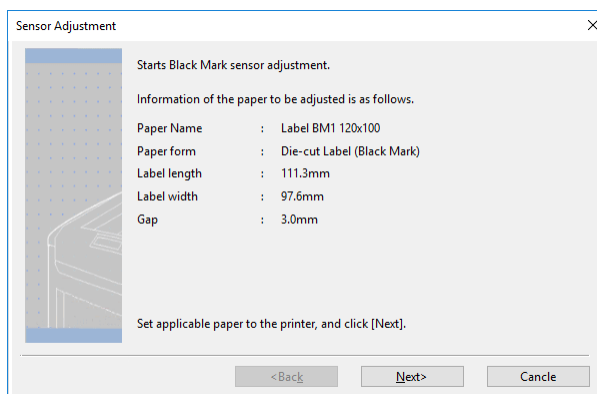 Sensor Adjustment
Starts Black Mark sensor adjustment.
Information of the paper to be adjusted is as follows.
Paper Name : Label BM1 120x100
Paper form : Die-cut Label (Black Mark)
Label length : 111.3mm
Label width : 97.6mm
Gap : 3.0mm
Set applicable paper to the printer, and click [Next].
<Back Next> Cancle